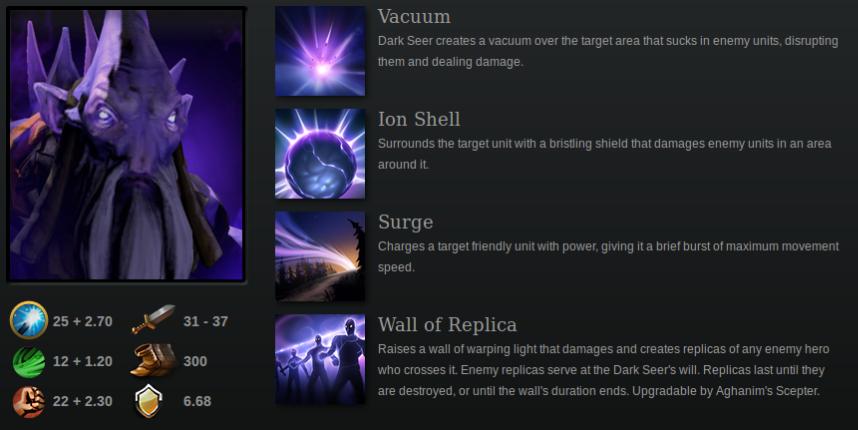 Vacuum
Dark Seer creates a vacuum over the target area that sucks in enemy units, disrupting
them and dealing damage.
Ion Shell
Surrounds the target unit with a bristling shield that damages enemy units in an area
around it.
Surge
Charges a target friendly unit with power, giving it a brief burst of maximum movement
speed.
Wall of Replica
Raises a wall of warping light that damages and creates replicas of any enemy hero
who crosses it. Enemy replicas serve at the Dark Seer's will. Replicas last until they
are destroyed, or until the wall's duration ends. Upgradable by Aghanim's Scepter.
25 + 2.70 31 - 37
12 + 1.20 300
22 + 2.30 6.68